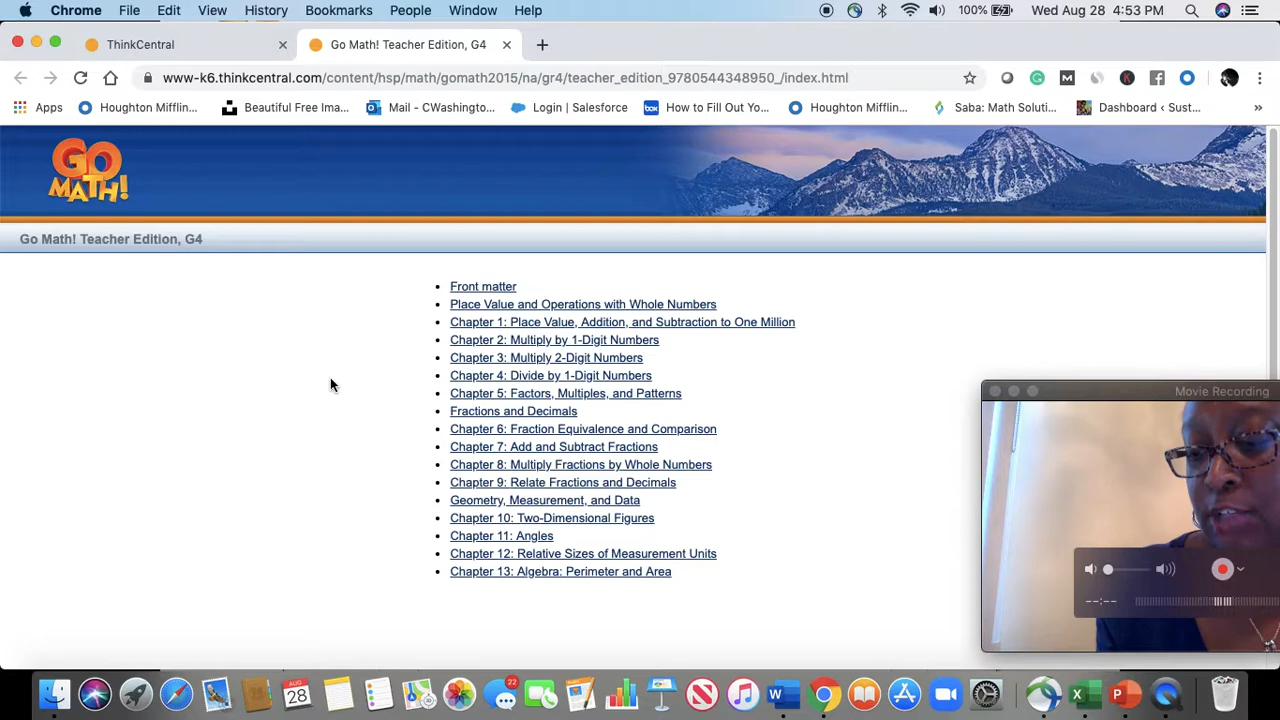 Chrome File Edit View History Bookmarks People Window Help 100% Wed Aug 28 4:53 PM
ThinkCentral Go Math! Teacher Edition, G4
www-k6.thinkcentral.com/content/hsp/math/gomath2015/na/gr4/teacher_edition_9780544348950_/index.html
Apps Houghton Mifflin... Beautiful Free Ima... Mail - CWashington... Login | Salesforce How to Fill Out Yo... Houghton Mifflin... Saba: Math Soluti... Dashboard ‹ Sust...
GO
MATH!
Go Math! Teacher Edition, G4
• Front matter
• Place Value and Operations with Whole Numbers
• Chapter 1: Place Value, Addition, and Subtraction to One Million
• Chapter 2: Multiply by 1-Digit Numbers
• Chapter 3: Multiply 2-Digit Numbers
• Chapter 4: Divide by 1-Digit Numbers
• Chapter 5: Factors, Multiples, and Patterns
• Fractions and Decimals
• Chapter 6: Fraction Equivalence and Comparison
• Chapter 7: Add and Subtract Fractions
• Chapter 8: Multiply Fractions by Whole Numbers
• Chapter 9: Relate Fractions and Decimals
• Geometry, Measurement, and Data
• Chapter 10: Two-Dimensional Figures
• Chapter 11: Angles
• Chapter 12: Relative Sizes of Measurement Units
• Chapter 13: Algebra: Perimeter and Area
Movie Recording
--:--
AUG
28
22